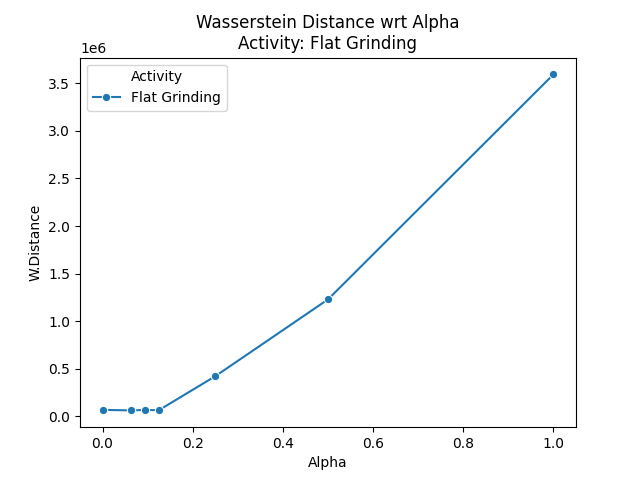 Wasserstein Distance wrt Alpha
Activity: Flat Grinding
1e6
Activity
Flat Grinding
3.5
3.0
2.5
2.0
1.5
1.0
0.5
0.0
W.Distance
0.0 0.2 0.4 0.6 0.8 1.0
Alpha